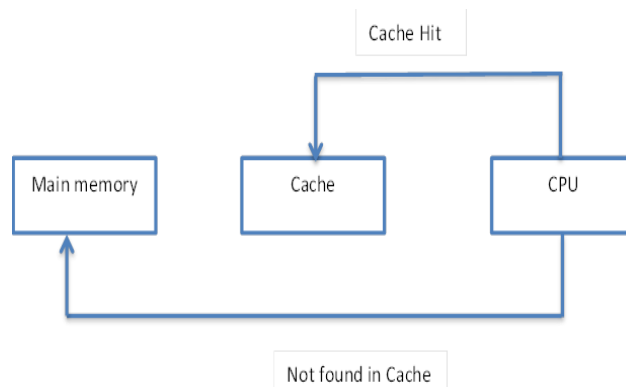 Cache Hit
Main memory
Cache
CPU
Not found in Cache